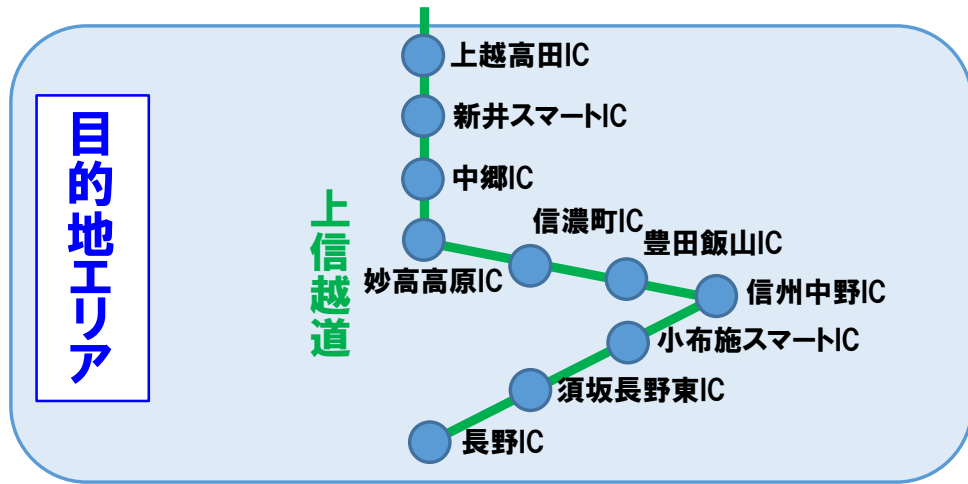 上越高田IC
新井スマートIC
目的地エリア
中郷IC
上信越道
信濃町IC
豊田飯山IC
妙高高原IC
信州中野IC
小布施スマートIC
須坂長野東IC
長野IC